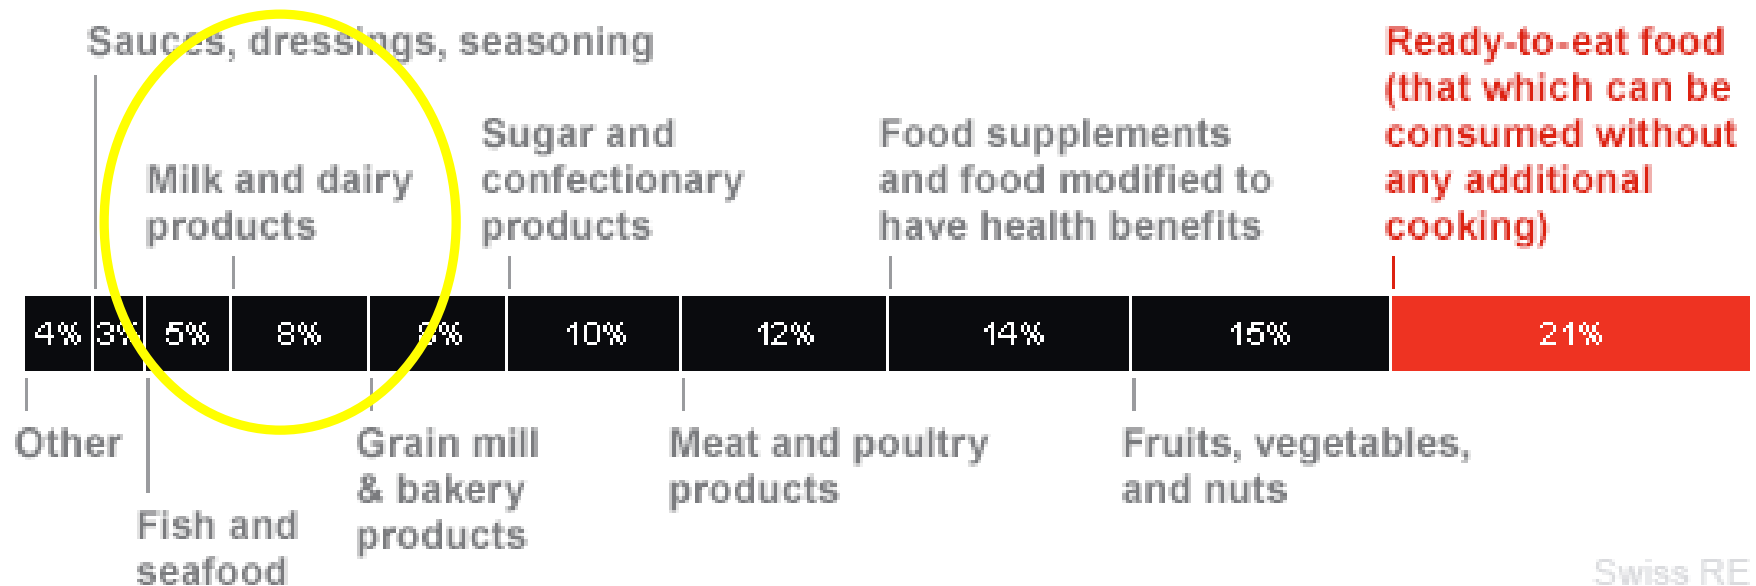 Sauces, dressings, seasoning
Milk and dairy
products
Sugar and
confectionary
products
Food supplements
and food modified to
have health benefits
Ready-to-eat food
(that which can be
consumed without
any additional
cooking)
4% 3% 5% 8% 8% 10% 12% 14% 15% 21%
Other
Fish and
seafood
Grain mill
& bakery
products
Meat and poultry
products
Fruits, vegetables,
and nuts
Swiss RE